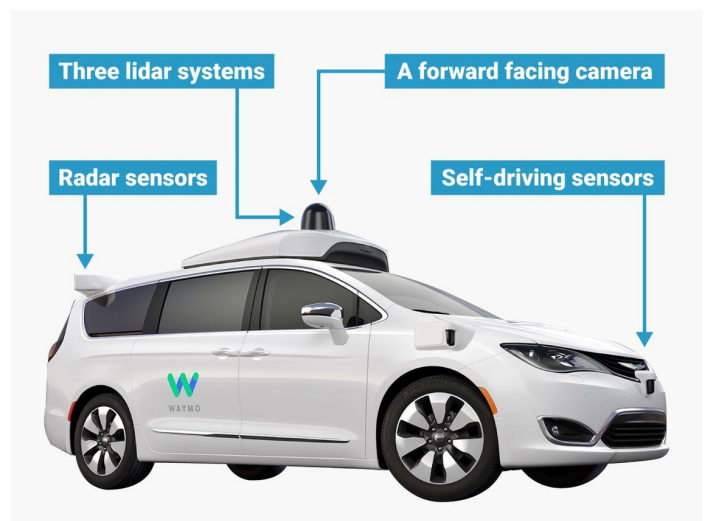 Three lidar systems
A forward facing camera
Radar sensors
Self-driving sensors
WAYMO